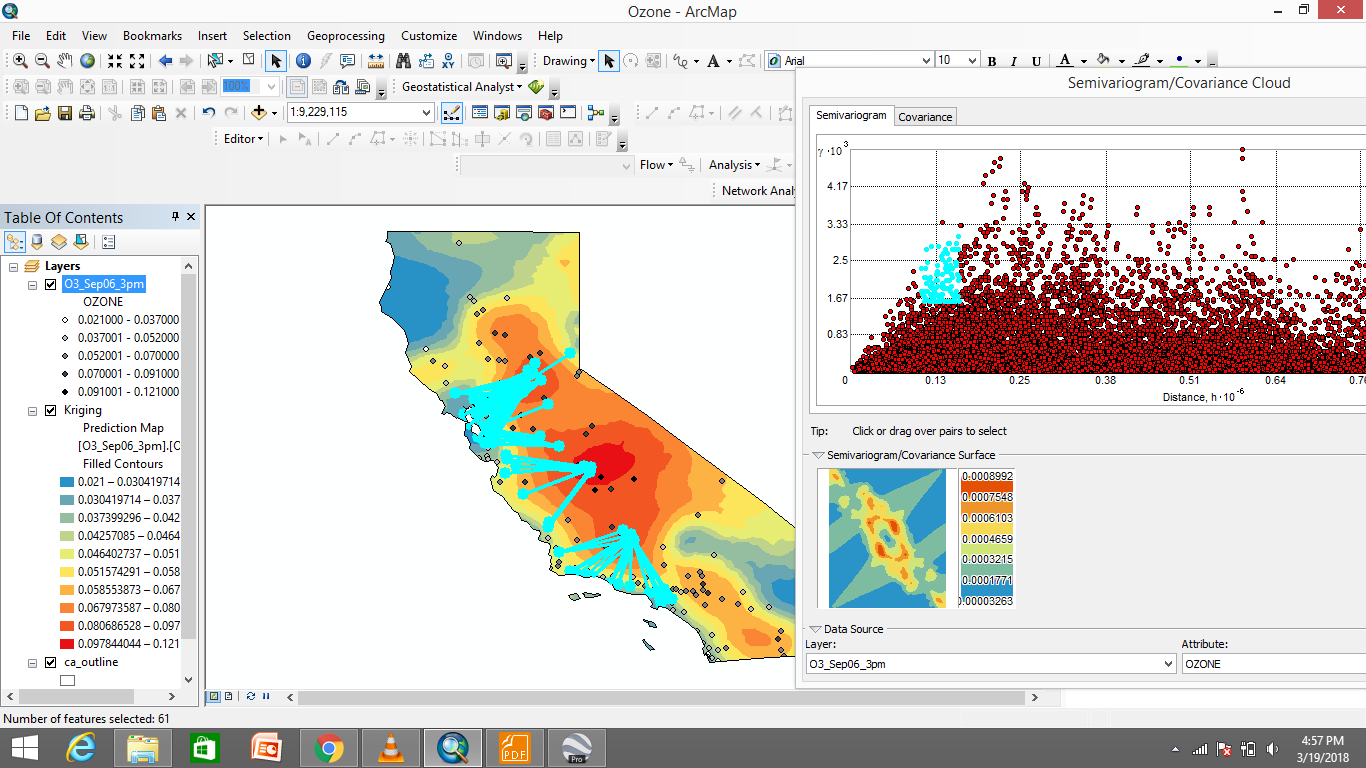 Ozone - ArcMap
File Edit View Bookmarks Insert Selection Geoprocessing Customize Windows Help
Drawing Arial 10 B I U A
100% Geostatistical Analyst
1:9,229,115
Editor
Flow Analysis
Network Anal
Table Of Contents
Layers
O3_Sep06_3pm
OZONE
0.021000 - 0.037000
0.037001 - 0.052000
0.052001 - 0.070000
0.070001 - 0.091000
0.091001 - 0.121000
Kriging
Prediction Map
[O3_Sep06_3pm].[O
Filled Contours
0.021 – 0.030419714
0.030419714 – 0.037
0.037399296 – 0.042
0.04257085 – 0.0464
0.046402737 – 0.051
0.051574291 – 0.058
0.058553873 – 0.067
0.067973587 – 0.080
0.080686528 – 0.097
0.097844044 – 0.121
ca_outline
Semivariogram/Covariance Cloud
Semivariogram Covariance
γ·10 3
4.17
3.33
2.5
1.67
0.83
0 0.13 0.25 0.38 0.51 0.64 0.76
Distance, h·10 -6
Tip: Click or drag over pairs to select
Semivariogram/Covariance Surface
0.0008992
0.0007548
0.0006103
0.0004659
0.0003215
0.0001771
0.00003263
Data Source
Layer: Attribute:
O3_Sep06_3pm OZONE
Number of features selected: 61
PDF
Pro
4:57 PM
3/19/2018